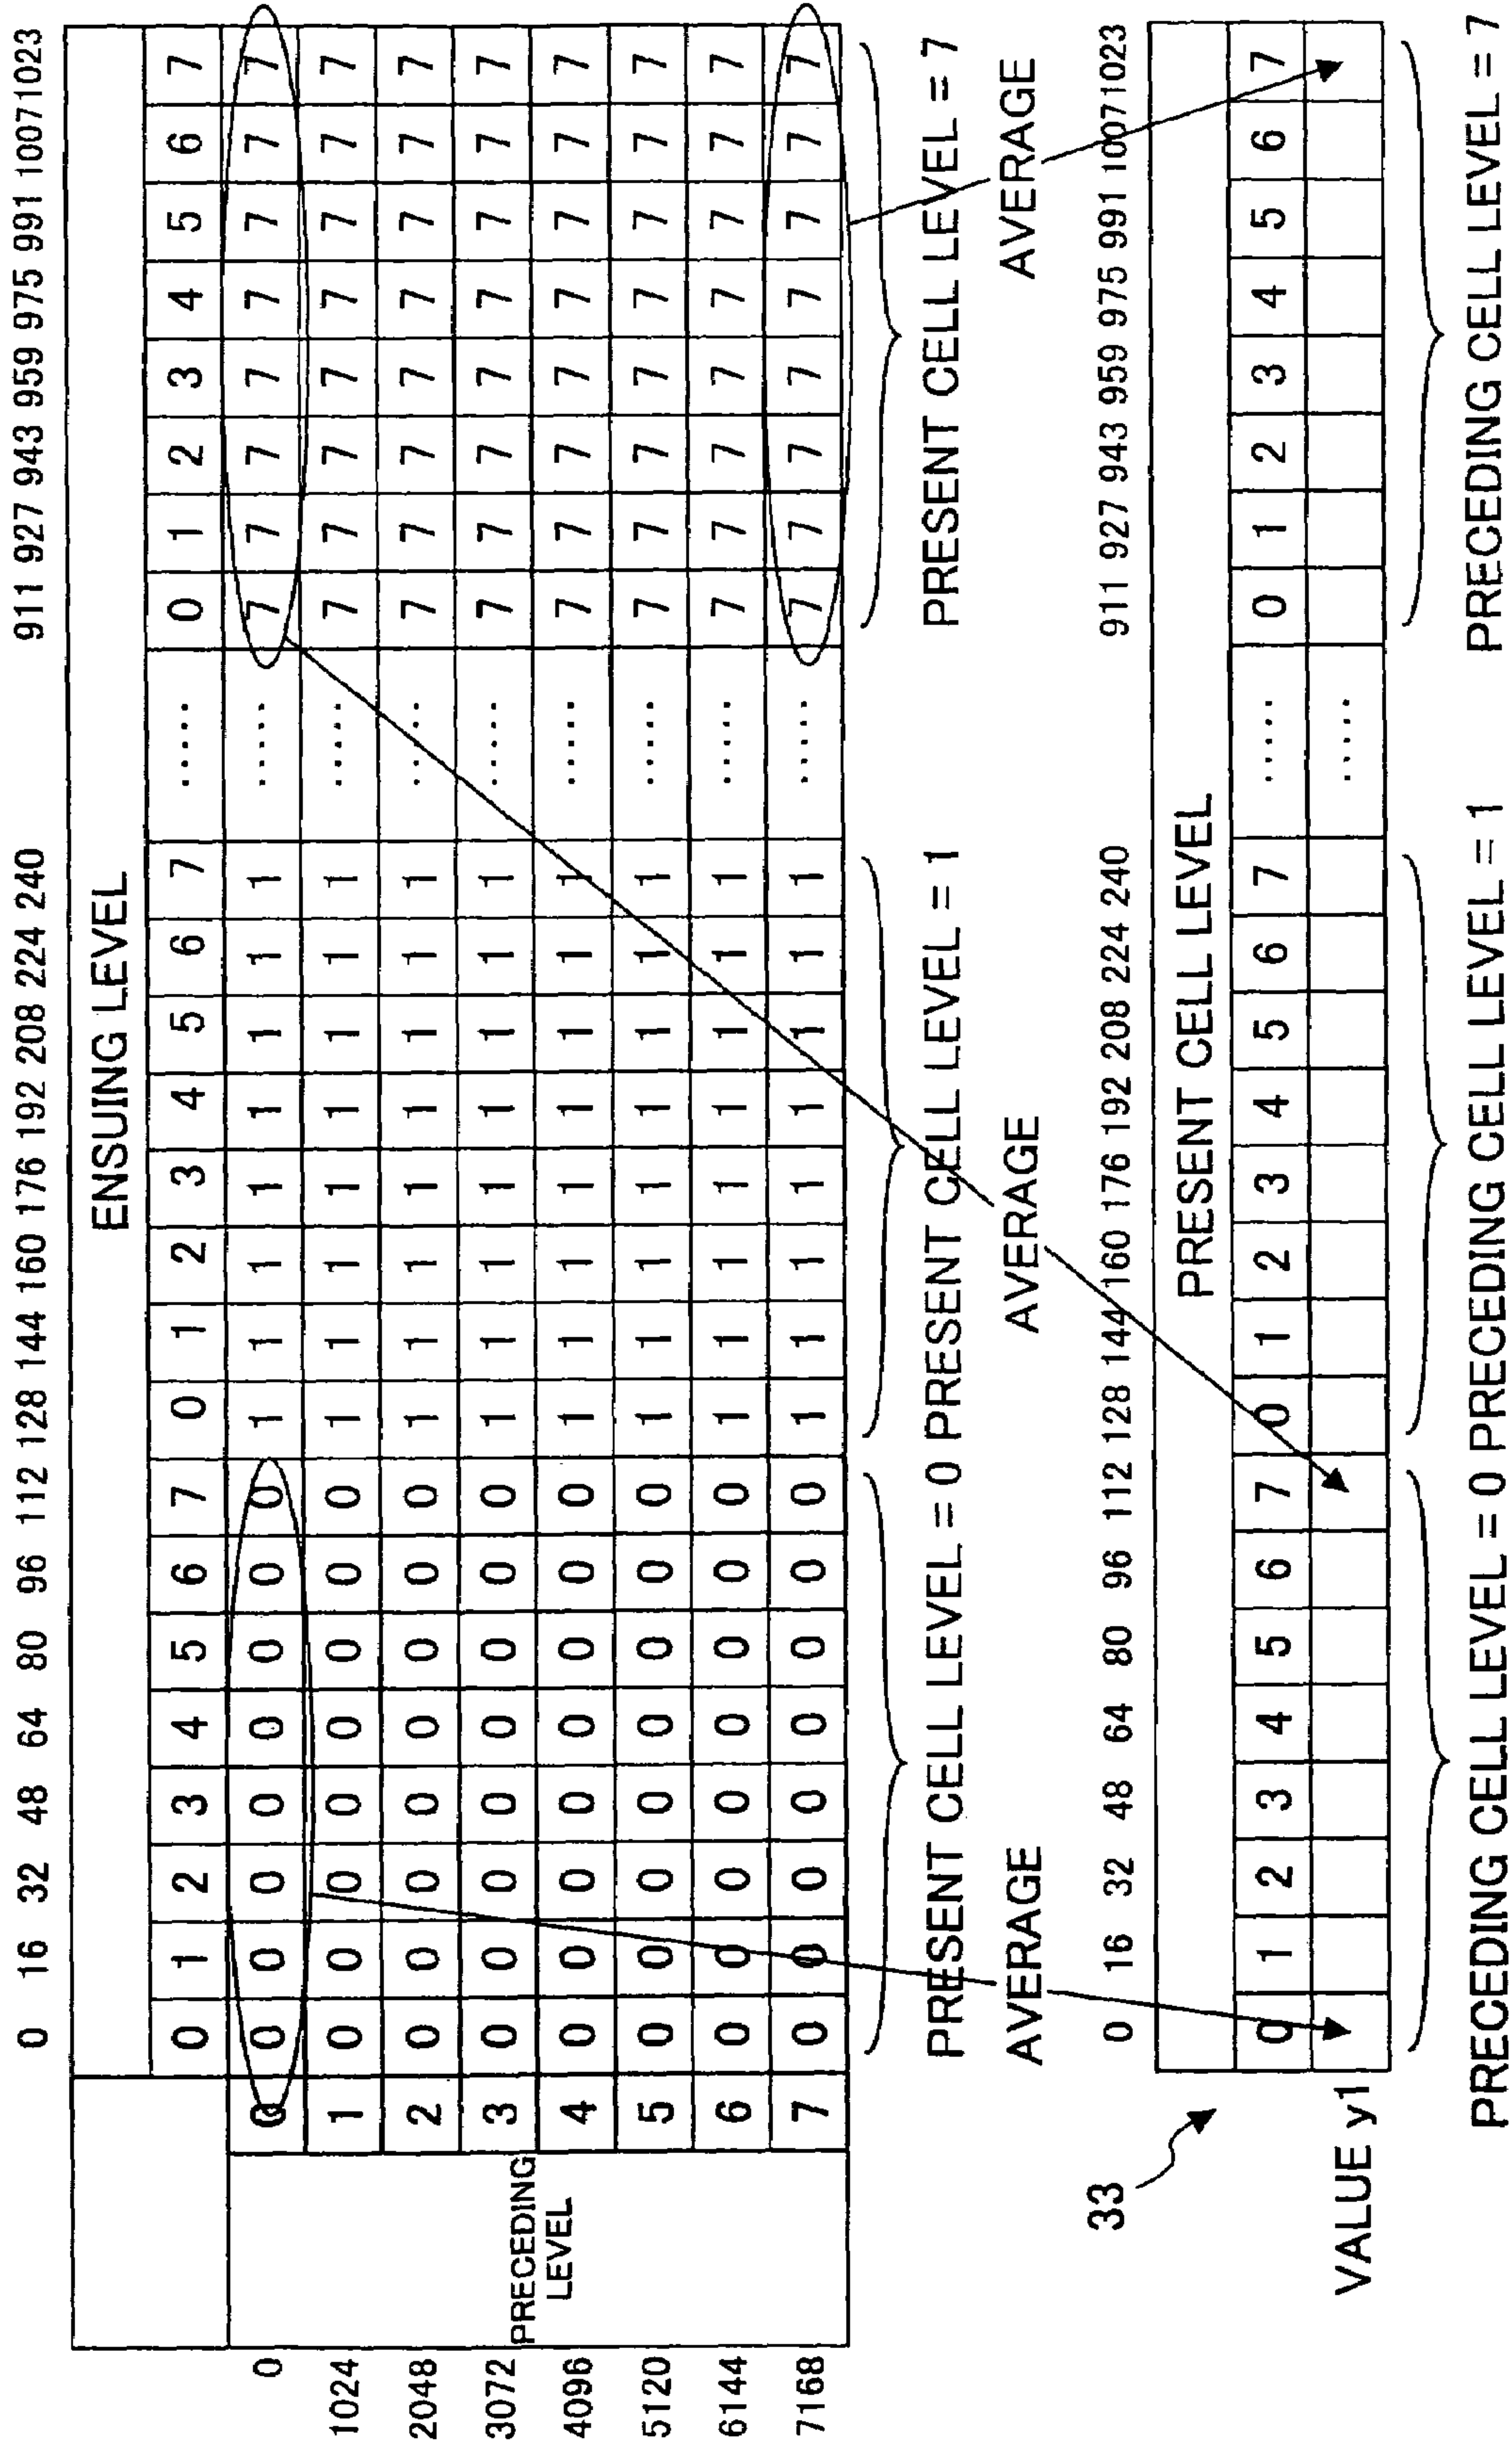 0 16 32 48 64 80 96 112 128 144 160 176 192 208 224 240 911 927 943 959 975 991 1007 1023
ENSUING LEVEL
0 1 2 3 4 5 6 7 0 1 2 3 4 5 6 7 ..... 0 1 2 3 4 5 6 7
PRECEDING
LEVEL
0 0 0 0 0 0 0 0 0 0 1 1 1 1 1 1 1 1 ..... 7 7 7 7 7 7 7 7
1024 1 0 0 0 0 0 0 0 0 1 1 1 1 1 1 1 1 ..... 7 7 7 7 7 7 7 7
2048 2 0 0 0 0 0 0 0 0 1 1 1 1 1 1 1 1 ..... 7 7 7 7 7 7 7 7
3072 3 0 0 0 0 0 0 0 0 1 1 1 1 1 1 1 1 ..... 7 7 7 7 7 7 7 7
4096 4 0 0 0 0 0 0 0 0 1 1 1 1 1 1 1 1 ..... 7 7 7 7 7 7 7 7
5120 5 0 0 0 0 0 0 0 0 1 1 1 1 1 1 1 1 ..... 7 7 7 7 7 7 7 7
6144 6 0 0 0 0 0 0 0 0 1 1 1 1 1 1 1 1 ..... 7 7 7 7 7 7 7 7
7168 7 0 0 0 0 0 0 0 0 1 1 1 1 1 1 1 1 ..... 7 7 7 7 7 7 7 7
PRESENT CELL LEVEL = 0 PRESENT CELL LEVEL = 1 PRESENT CELL LEVEL = 7
AVERAGE AVERAGE AVERAGE
33
0 16 32 48 64 80 96 112 128 144 160 176 192 208 224 240 911 927 943 959 975 991 1007 1023
PRESENT CELL LEVEL
0 1 2 3 4 5 6 7 0 1 2 3 4 5 6 7 ..... 0 1 2 3 4 5 6 7
VALUE y1 .....
PRECEDING CELL LEVEL = 0 PRECEDING CELL LEVEL = 1 PRECEDING CELL LEVEL = 7